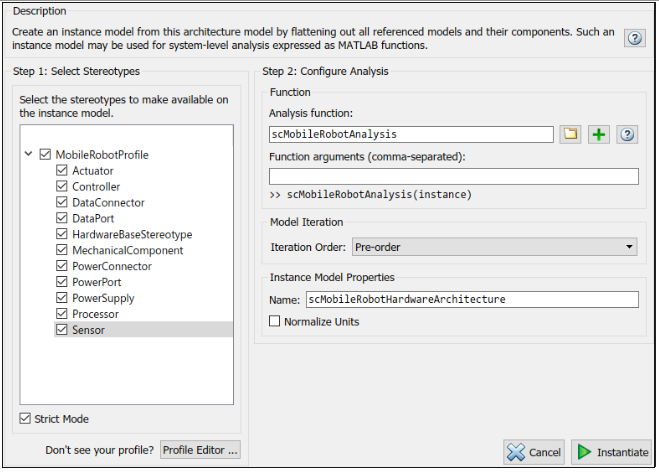 Description
Create an instance model from this architecture model by flattening out all referenced models and their components. Such an
instance model may be used for system-level analysis expressed as MATLAB functions.
Step 1: Select Stereotypes
Select the stereotypes to make available on
the instance model.
MobileRobotProfile
Actuator
Controller
DataConnector
DataPort
HardwareBaseStereotype
MechanicalComponent
PowerConnector
PowerPort
PowerSupply
Processor
Sensor
Strict Mode
Don't see your profile?
Profile Editor ...
Step 2: Configure Analysis
Function
Analysis function:
scMobileRobotAnalysis
Function arguments (comma-separated):
>> scMobileRobotAnalysis(instance)
Model Iteration
Iteration Order: Pre-order
Instance Model Properties
Name: scMobileRobotHardwareArchitecture
Normalize Units
Cancel
Instantiate